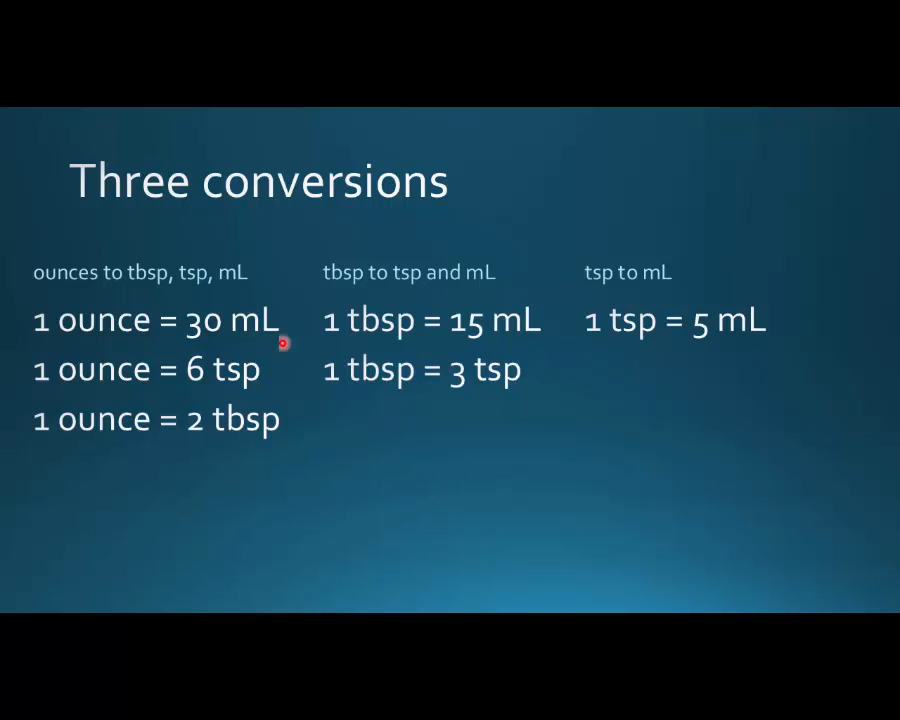 Three conversions
ounces to tbsp, tsp, mL
1 ounce = 30 mL
1 ounce = 6 tsp
1 ounce = 2 tbsp
tbsp to tsp and mL
1 tbsp = 15 mL
1 tbsp = 3 tsp
tsp to mL
1 tsp = 5 mL